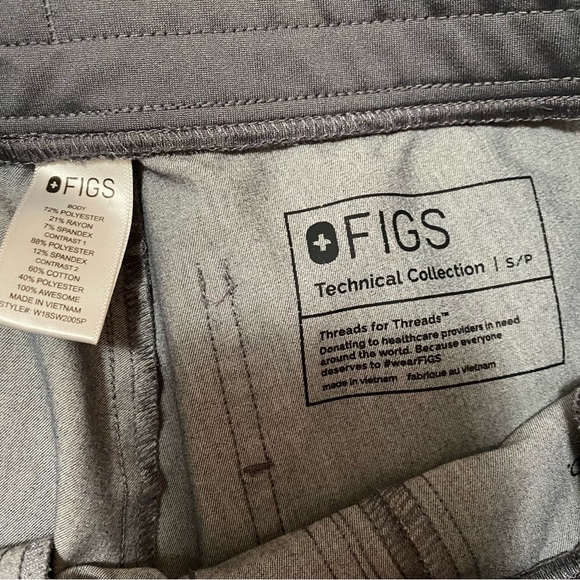 FIGS
BODY
72% POLYESTER
21% RAYON
7% SPANDEX
CONTRAST 1
88% POLYESTER
12% SPANDEX
CONTRAST 2
60% COTTON
40% POLYESTER
100% AWESOME
MADE IN VIETNAM
STYLE#: W18SW2005P
FIGS
Technical Collection | S/P
Threads for Threads™
Donating to healthcare providers in need
around the world. Because everyone
deserves to #wearFIGS
made in vietnam fabrique au vietnam